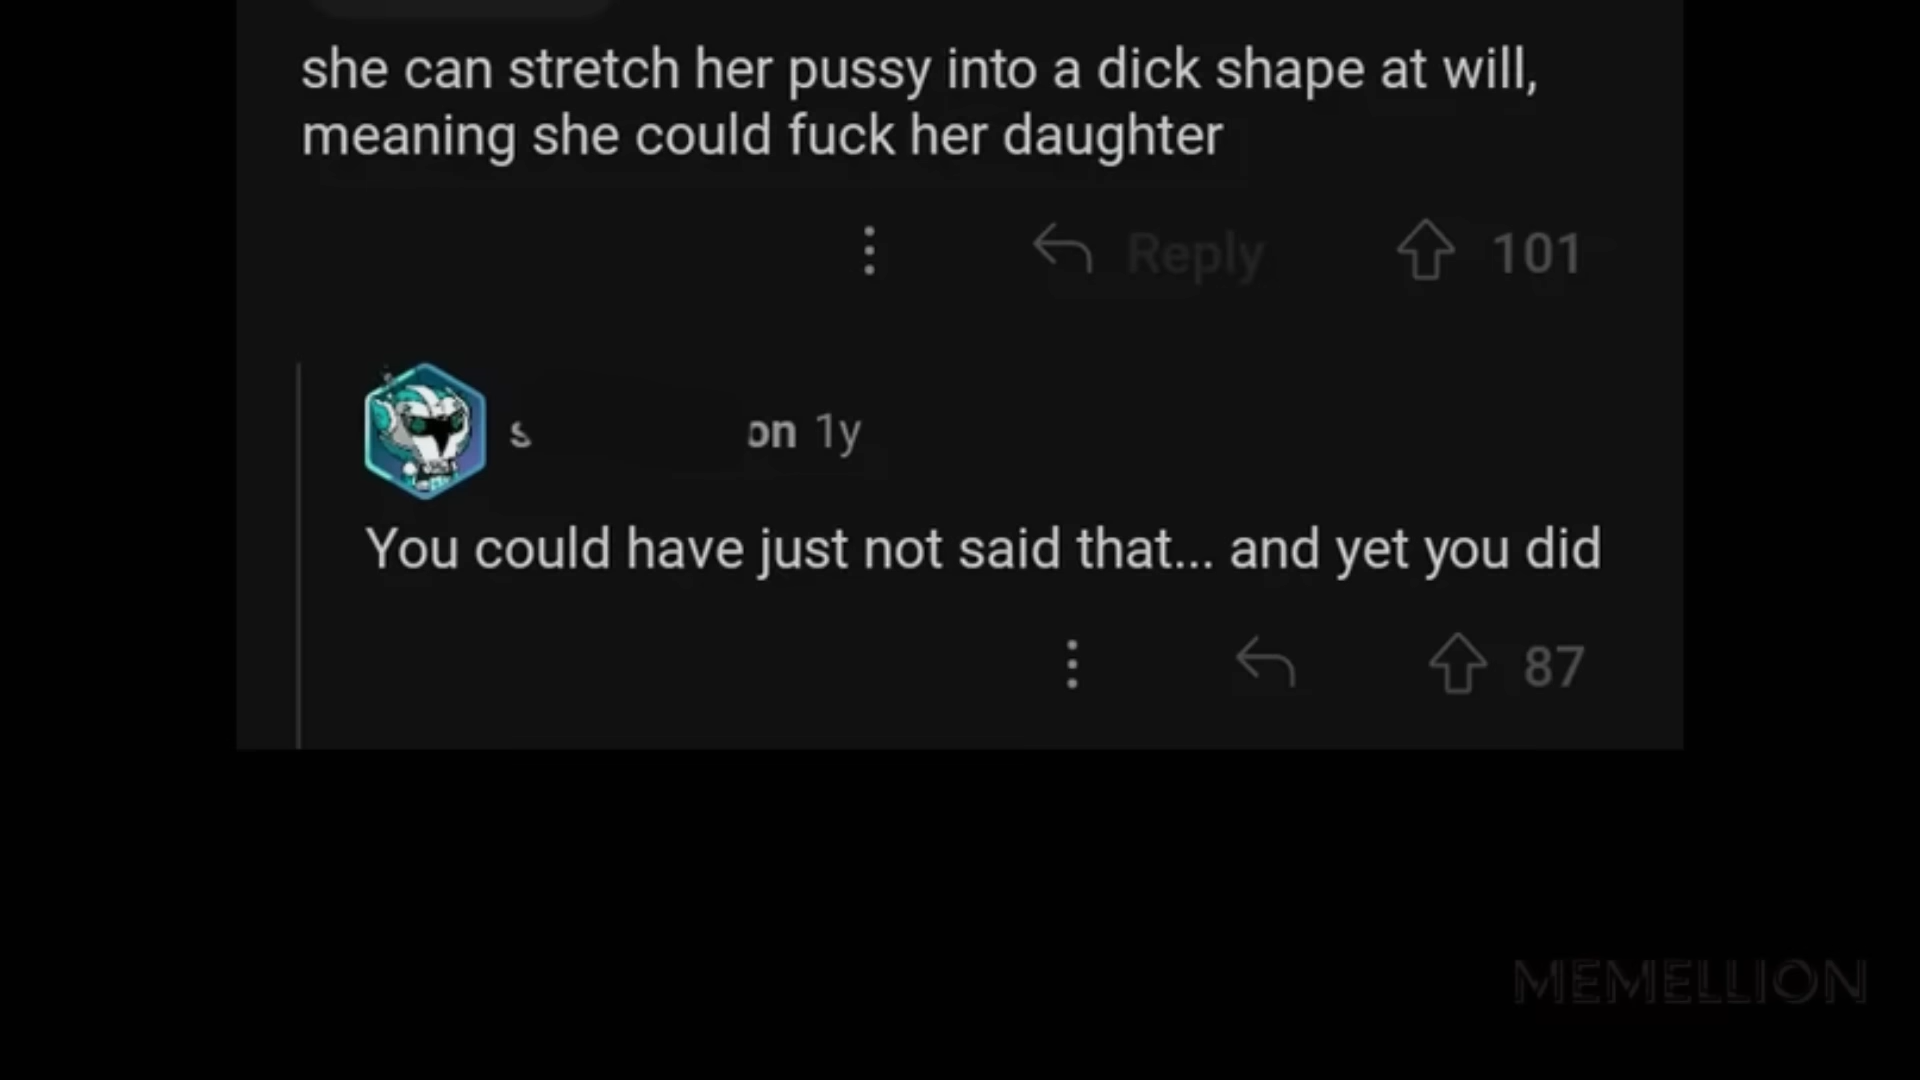 she can stretch her pussy into a dick shape at will,
meaning she could fuck her daughter
Reply 101
s on 1y
You could have just not said that... and yet you did
87
MEMELLION